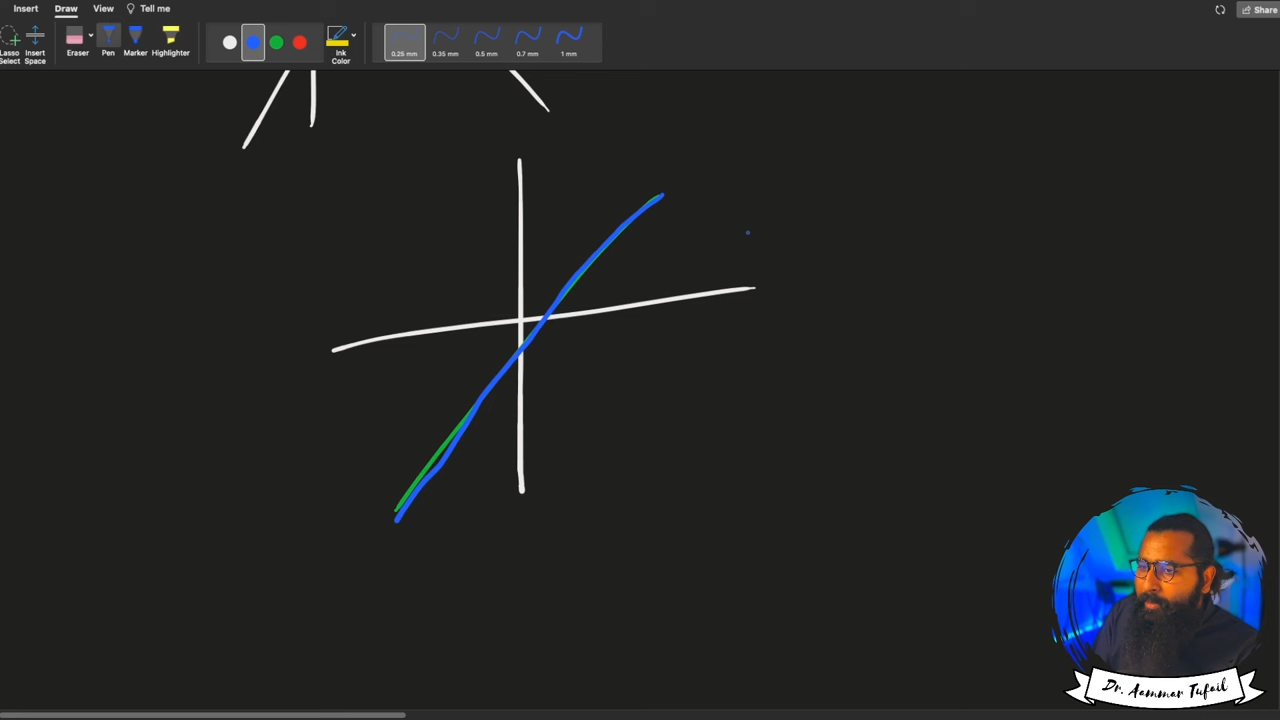 Insert Draw View Tell me Share
Lasso Select Insert Space Eraser Pen Marker Highlighter Ink Color 0.25 mm 0.35 mm 0.5 mm 0.7 mm 1 mm
Dr. Aammar Tufail